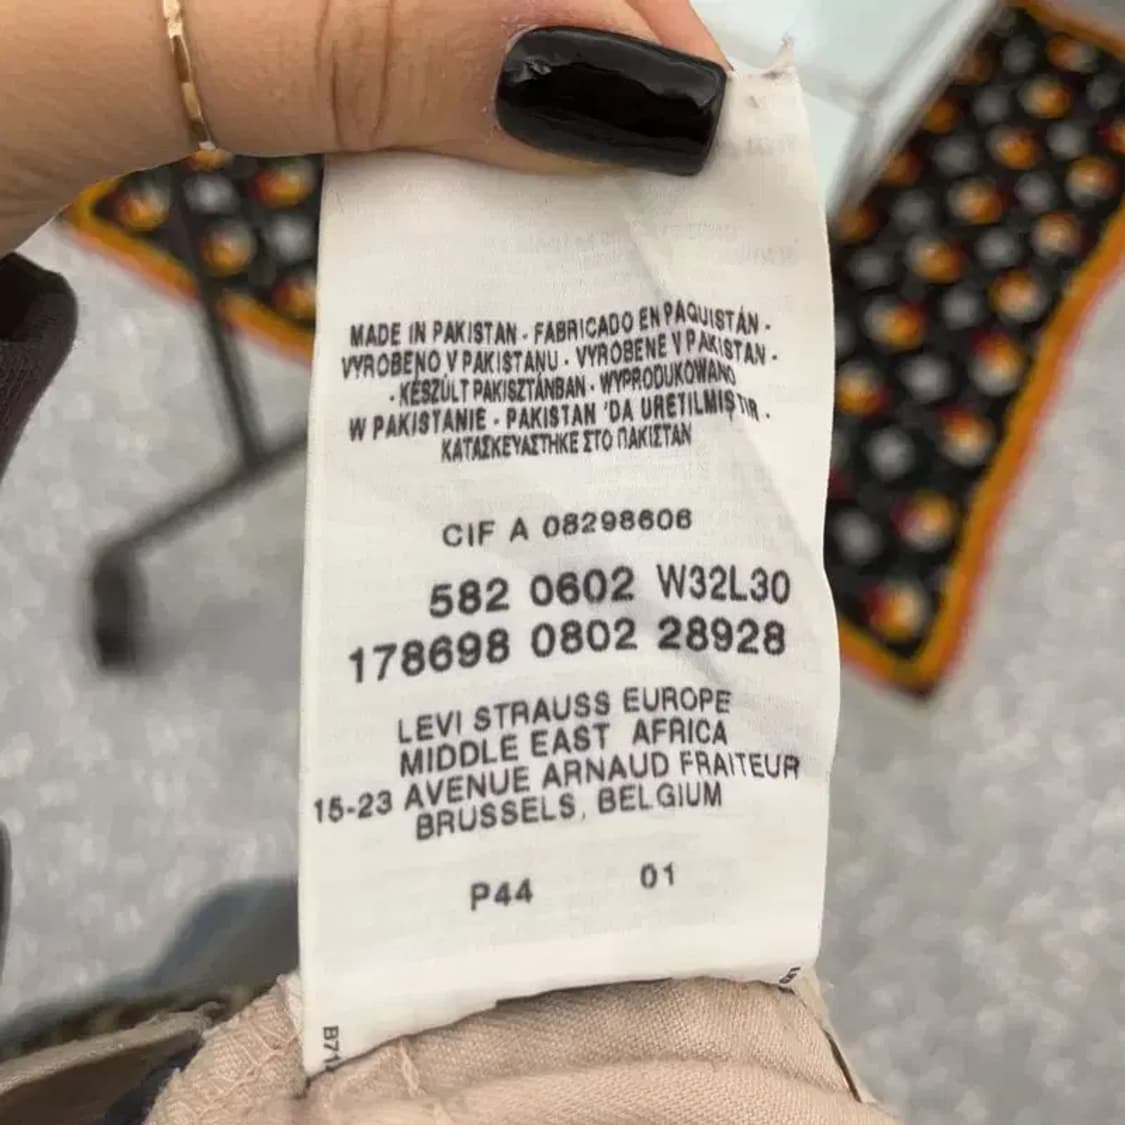 MADE IN PAKISTAN - FABRICADO EN PAQUISTÁN -
VYROBENO V PAKISTANU - VYROBENE V PAKISTAN -
- KÉSZÜLT PAKISZTÁNBAN - WYPRODUKOWANO
W PAKISTANIE - PAKISTAN 'DA URETILMIŞTIR -
ΚΑΤΑΣΚΕΥΑΣΤΗΚΕ ΣΤΟ ΠΑΚΙΣΤΑΝ
CIF A 08298606
582 0602 W32L30
178698 0802 28928
LEVI STRAUSS EUROPE
MIDDLE EAST AFRICA
15-23 AVENUE ARNAUD FRAITEUR
BRUSSELS, BELGIUM
P44 01